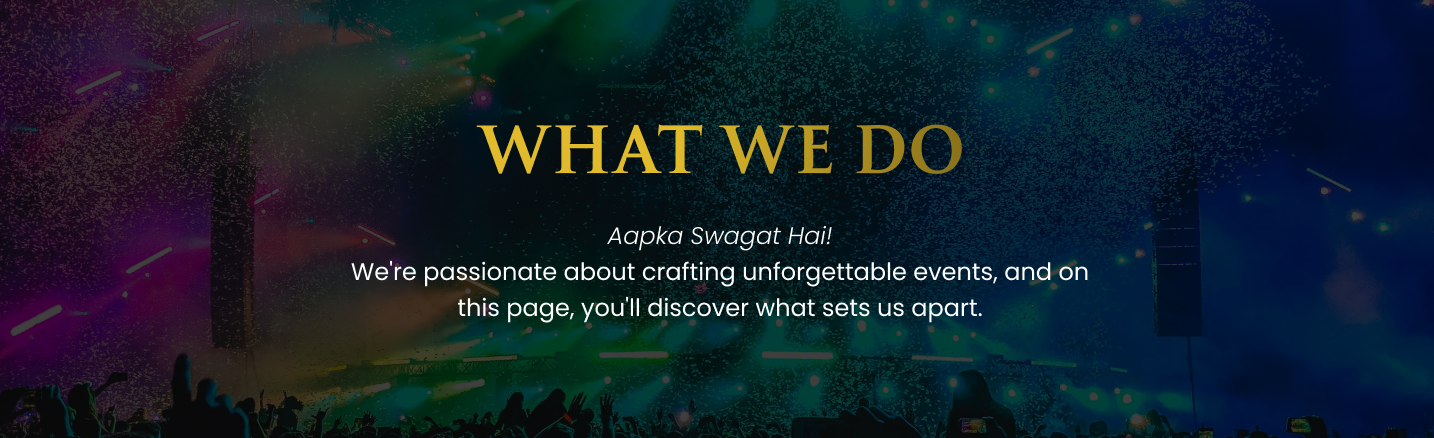 WHAT WE DO
Aapka Swagat Hai!
We're passionate about crafting unforgettable events, and on
this page, you'll discover what sets us apart.